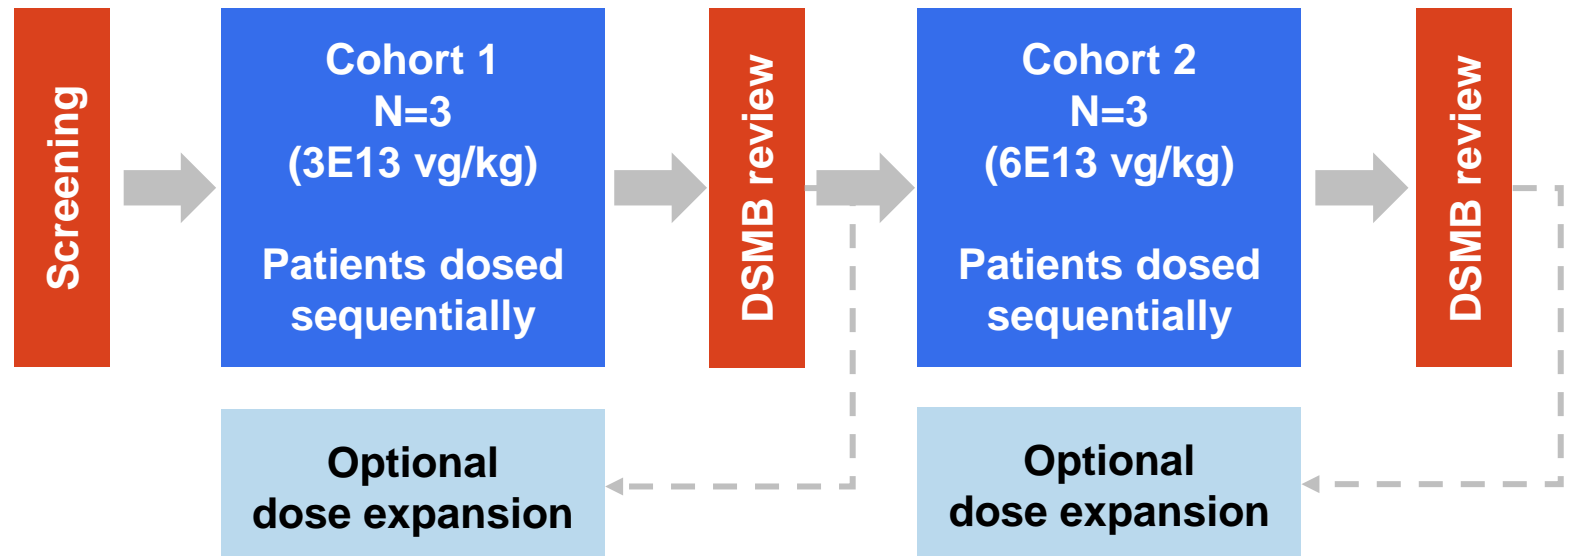 Screening
Cohort 1
N=3
(3E13 vg/kg)
Patients dosed
sequentially
DSMB review
Cohort 2
N=3
(6E13 vg/kg)
Patients dosed
sequentially
DSMB review
Optional
dose expansion
Optional
dose expansion